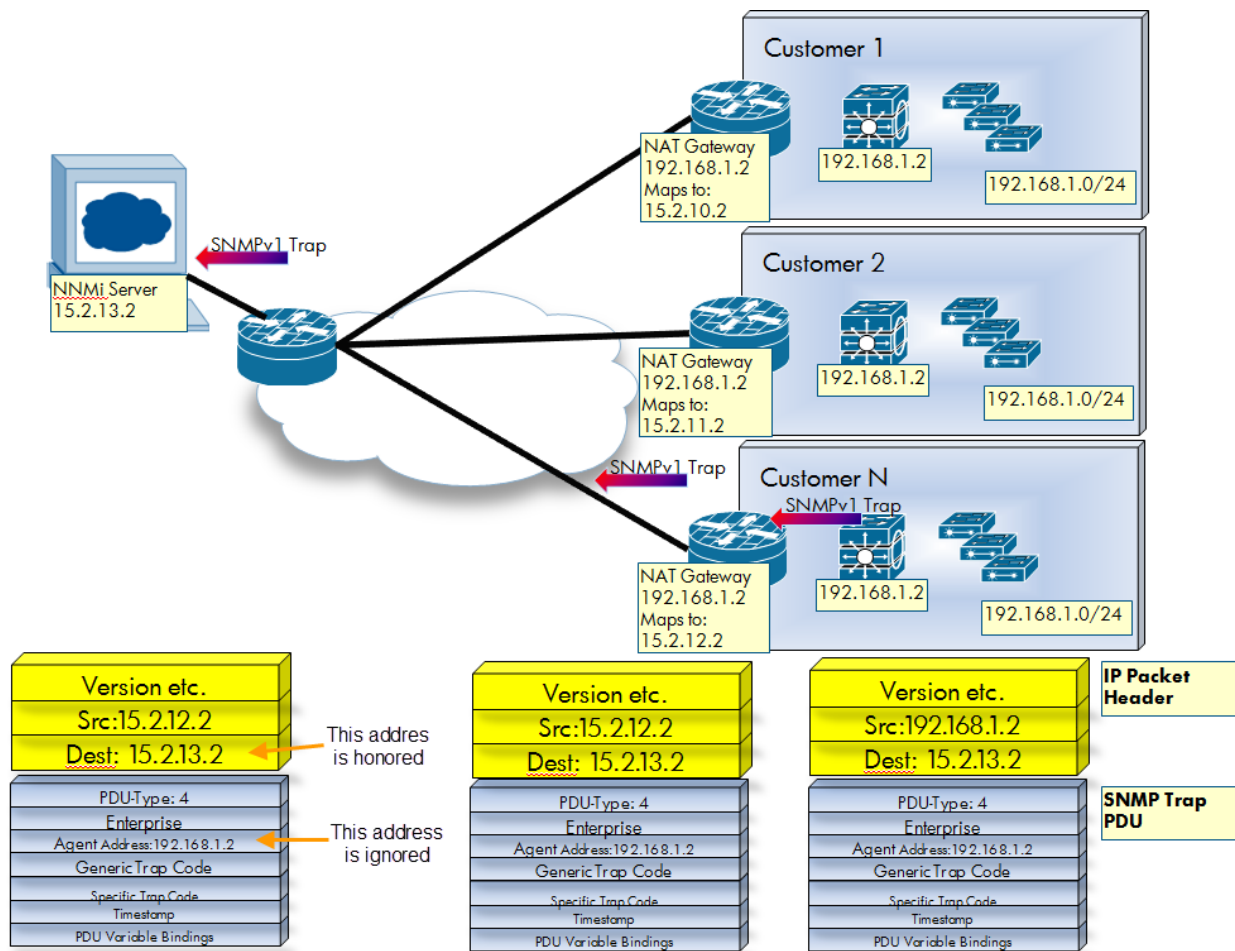 Customer 1
NAT Gateway
192.168.1.2
Maps to:
15.2.10.2
192.168.1.2
192.168.1.0/24
SNMPv1 Trap
NNMi Server
15.2.13.2
Customer 2
NAT Gateway
192.168.1.2
Maps to:
15.2.11.2
192.168.1.2
192.168.1.0/24
SNMPv1 Trap
Customer N
SNMPv1 Trap
NAT Gateway
192.168.1.2
Maps to:
15.2.12.2
192.168.1.2
192.168.1.0/24
Version etc.
Src:15.2.12.2
Dest: 15.2.13.2
This addres
is honored
PDU-Type: 4
Enterprise
Agent Address:192.168.1.2
Generic Trap Code
Specific Trap Code
Timestamp
PDU Variable Bindings
This address
is ignored
Version etc.
Src:15.2.12.2
Dest: 15.2.13.2
PDU-Type: 4
Enterprise
Agent Address:192.168.1.2
Generic Trap Code
Specific Trap Code
Timestamp
PDU Variable Bindings
Version etc.
Src:192.168.1.2
Dest: 15.2.13.2
PDU-Type: 4
Enterprise
Agent Address:192.168.1.2
Generic Trap Code
Specific Trap Code
Timestamp
PDU Variable Bindings
IP Packet
Header
SNMP Trap
PDU